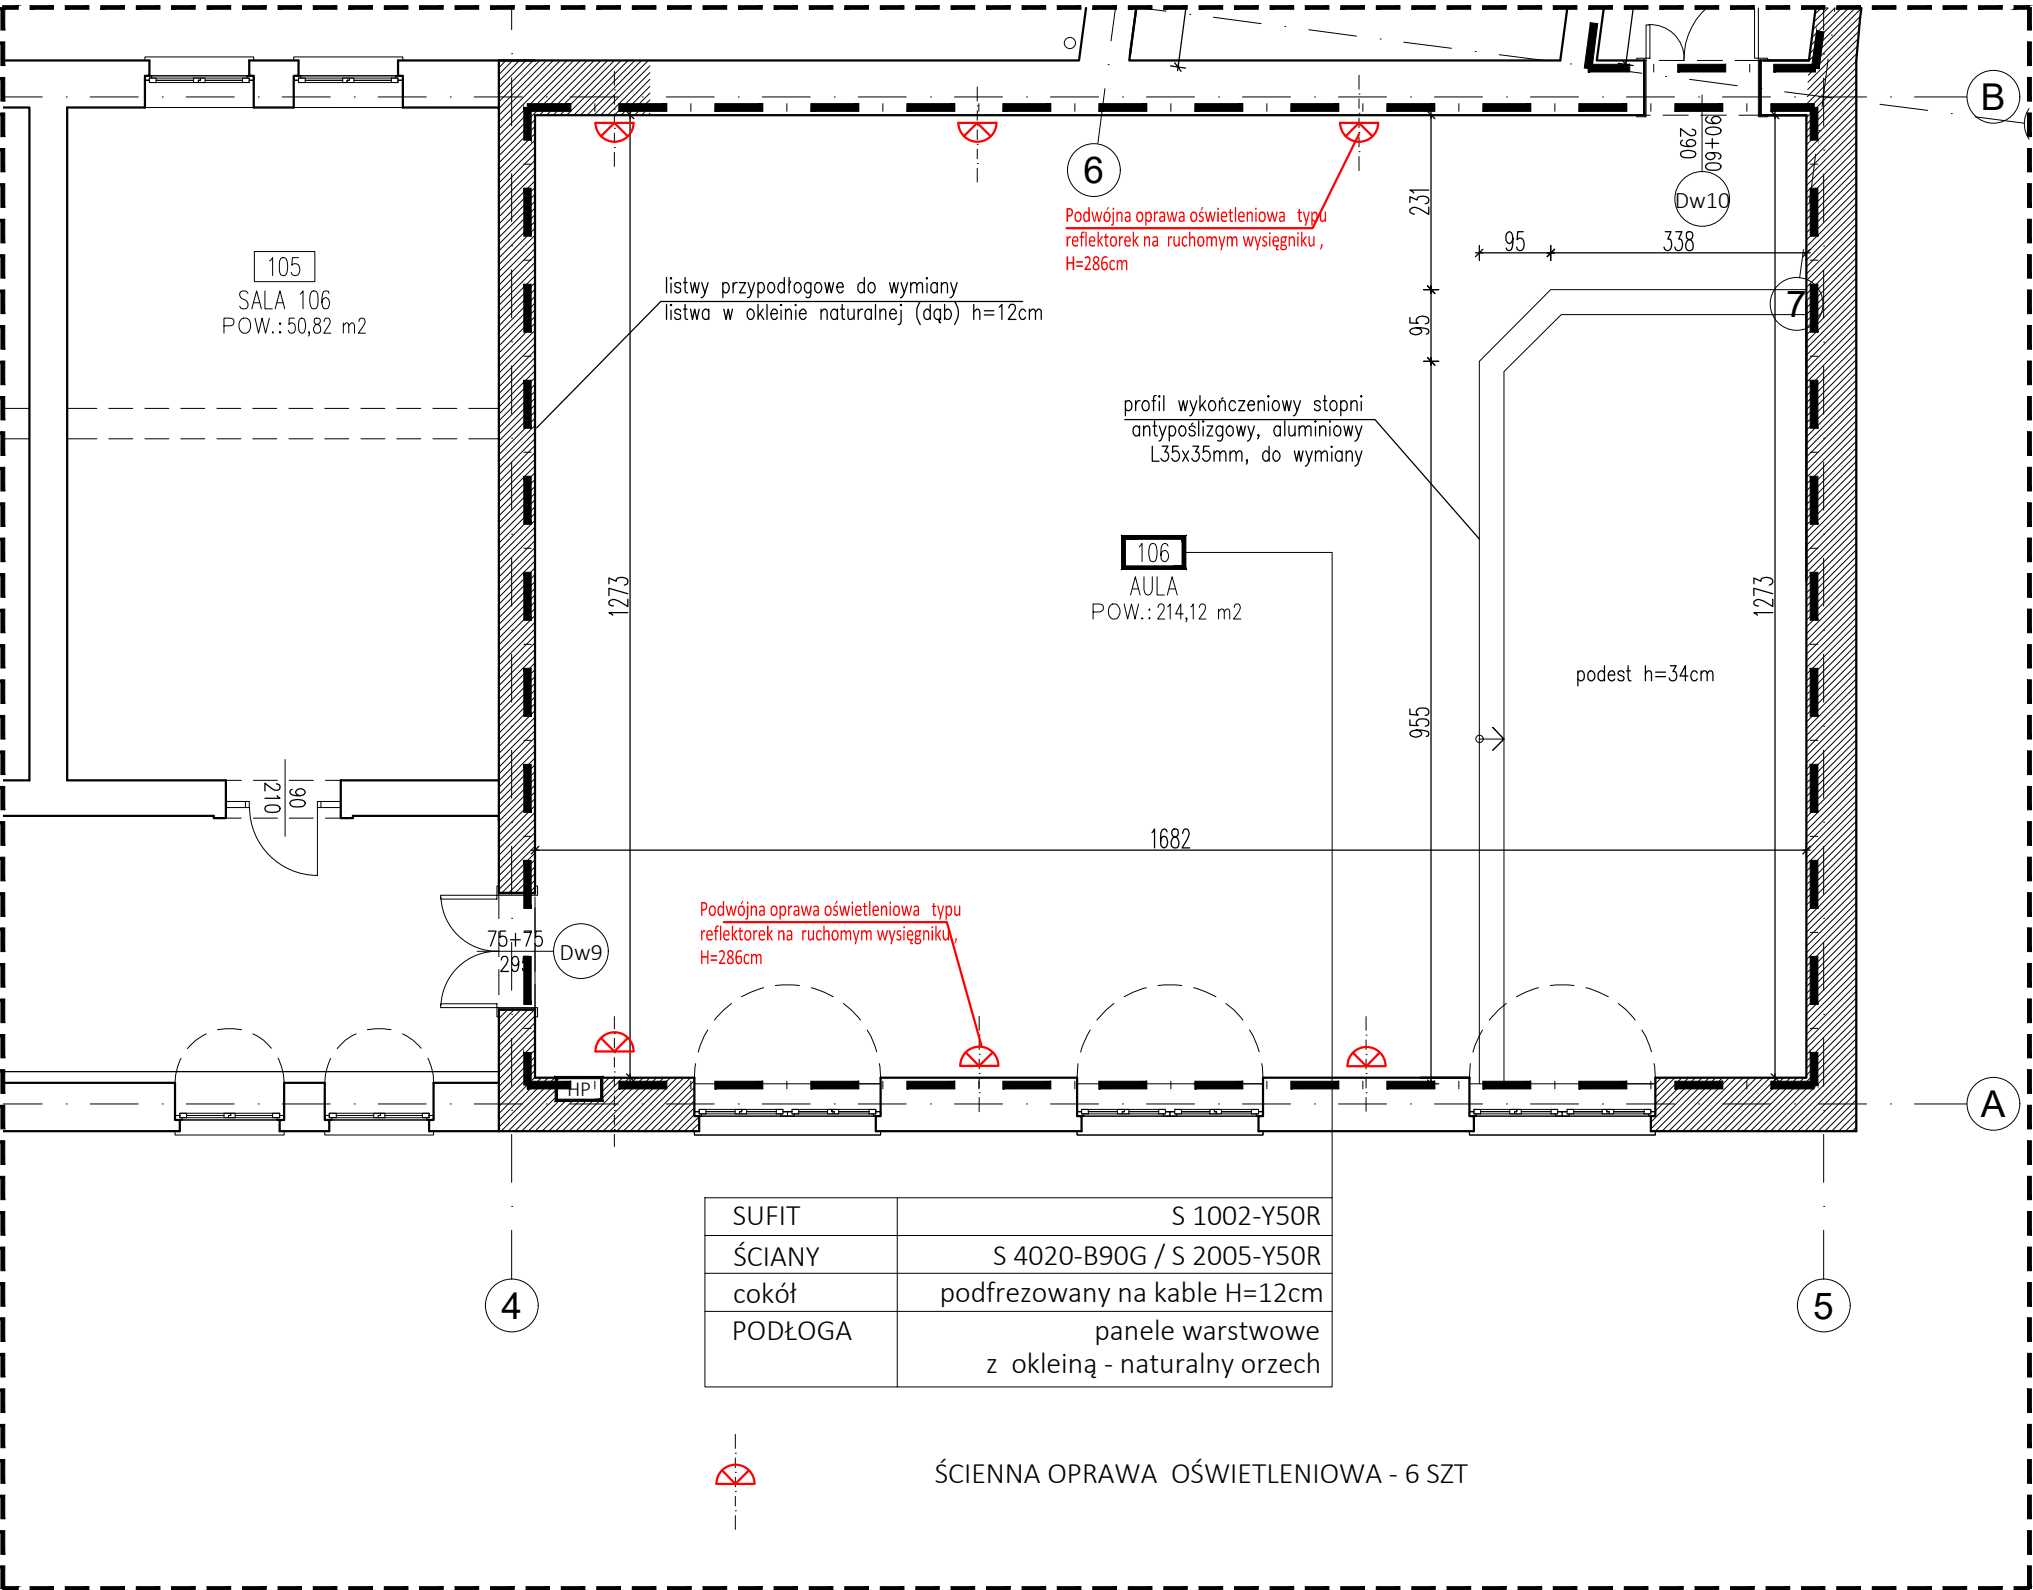 B
6
90+60
290
Dw10
231
95
338
Podwójna oprawa oświetleniowa typu
reflektorek na ruchomym wysięgniku ,
H=286cm
105
SALA 106
POW.: 50,82 m2
listwy przypodłogowe do wymiany
listwa w okleinie naturalnej (dąb) h=12cm
7
95
profil wykończeniowy stopni
antypoślizgowy, aluminiowy
L35x35mm, do wymiany
106
AULA
POW.: 214,12 m2
1273
1273
podest h=34cm
955
90
210
1682
Podwójna oprawa oświetleniowa typu
reflektorek na ruchomym wysięgniku ,
H=286cm
75+75
295
Dw9
HP
A
SUFIT S 1002-Y50R
ŚCIANY S 4020-B90G / S 2005-Y50R
cokół podfrezowany na kable H=12cm
PODŁOGA panele warstwowe
z okleiną - naturalny orzech
4
5
ŚCIENNA OPRAWA OŚWIETLENIOWA - 6 SZT